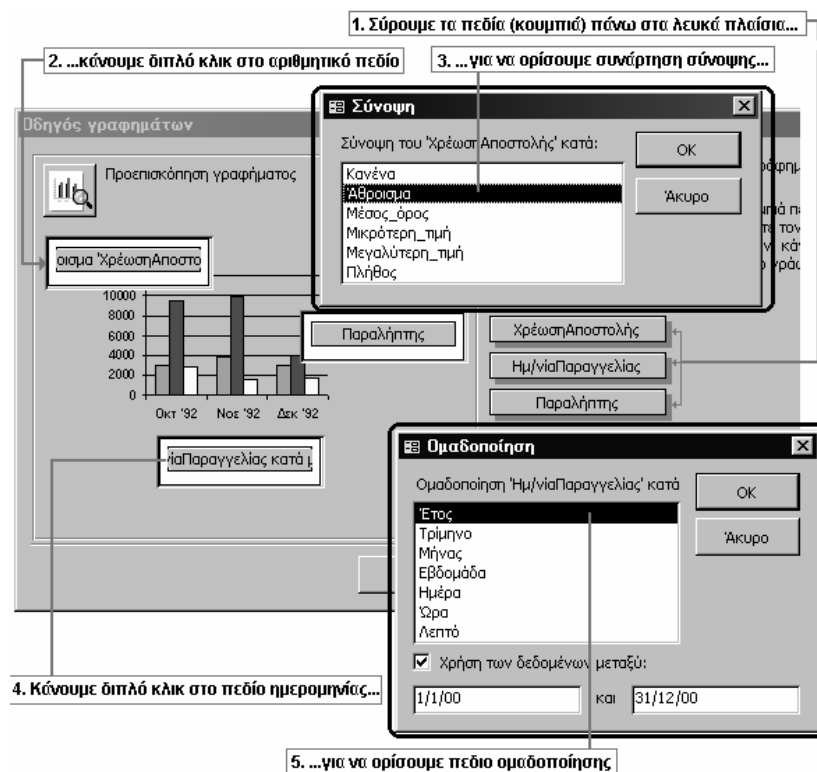 1. Σύρουμε τα πεδία (κουμπιά) πάνω στα λευκά πλαίσια...
2. ...κάνουμε διπλό κλικ στο αριθμητικό πεδίο
3. ...για να ορίσουμε συνάρτηση σύνοψης...
Οδηγός γραφημάτων
Προεπισκόπηση γραφήματος
οισμα 'ΧρέωσηΑποστο
10000
8000
6000
4000
2000
0
Οκτ '92 Νοε '92 Δεκ '92
Παραλήπτης
νίαΠαραγγελίας κατά μ
Σύνοψη
Σύνοψη του 'ΧρέωσηΑποστολής' κατά:
Κανένα
Άθροισμα
Μέσος_όρος
Μικρότερη_τιμή
Μεγαλύτερη_τιμή
Πλήθος
OK
Άκυρο
ΧρέωσηΑποστολής
Ημ/νίαΠαραγγελίας
Παραλήπτης
Ομαδοποίηση
Ομαδοποίηση 'Ημ/νίαΠαραγγελίας' κατά
Έτος
Τρίμηνο
Μήνας
Εβδομάδα
Ημέρα
Ώρα
Λεπτό
OK
Άκυρο
Χρήση των δεδομένων μεταξύ:
1/1/00 και 31/12/00
4. Κάνουμε διπλό κλικ στο πεδίο ημερομηνίας...
5. ...για να ορίσουμε πεδιο ομαδοποίησης